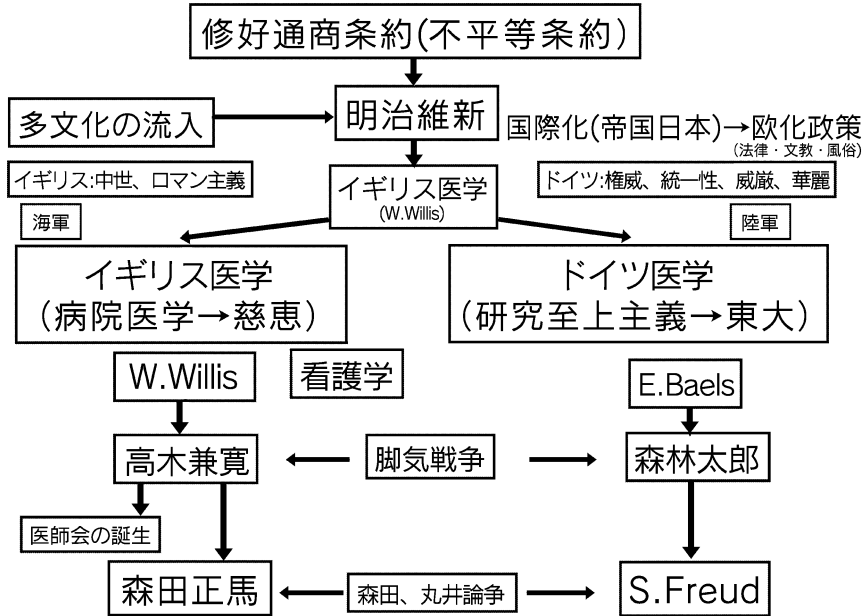 修好通商条約(不平等条約)
多文化の流入
明治維新
国際化(帝国日本)→欧化政策
(法律・文教・風俗)
イギリス:中世、ロマン主義
イギリス医学
(W.Willis)
ドイツ:権威、統一性、威厳、華麗
海軍
陸軍
イギリス医学
(病院医学→慈恵)
ドイツ医学
(研究至上主義→東大)
W.Willis
看護学
E.Baels
高木兼寛
脚気戦争
森林太郎
医師会の誕生
森田正馬
森田、丸井論争
S.Freud